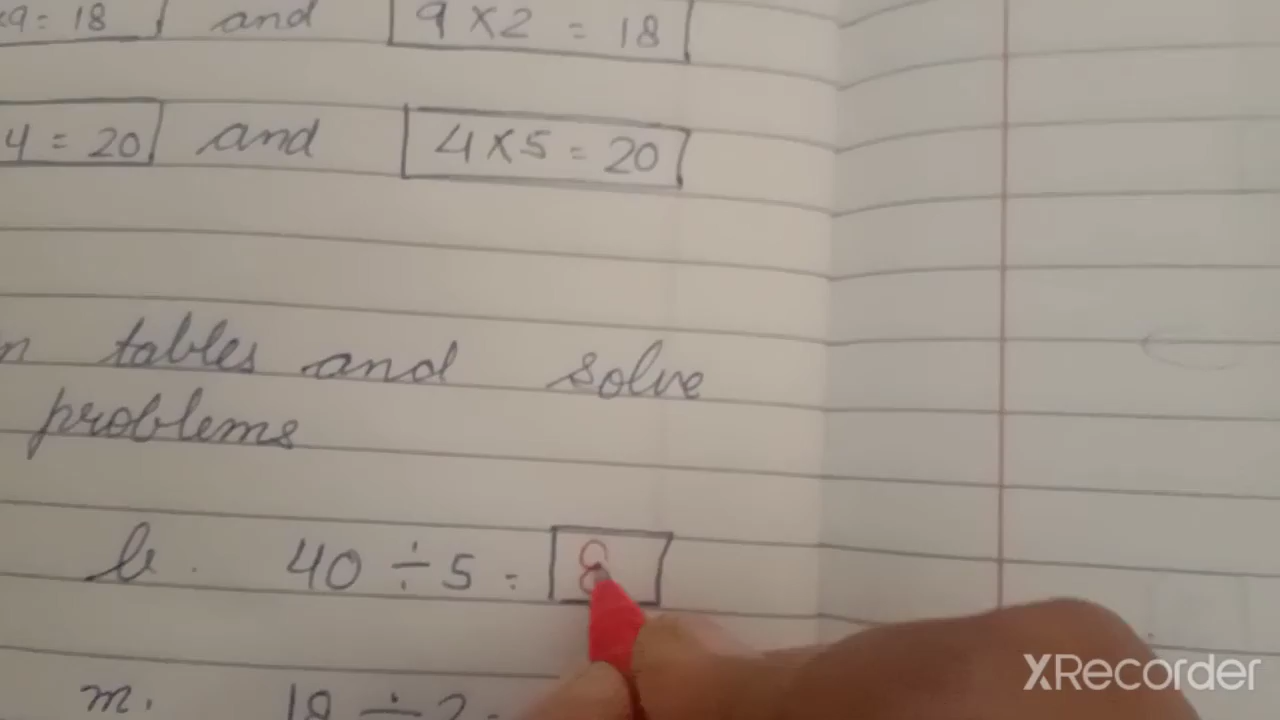 ×9 = 18 and 9 × 2 = 18
4 = 20 and 4 × 5 = 20
n tables and solve
problems
b. 40 ÷ 5 = 8
m. 18 ÷ 2 =
XRecorder